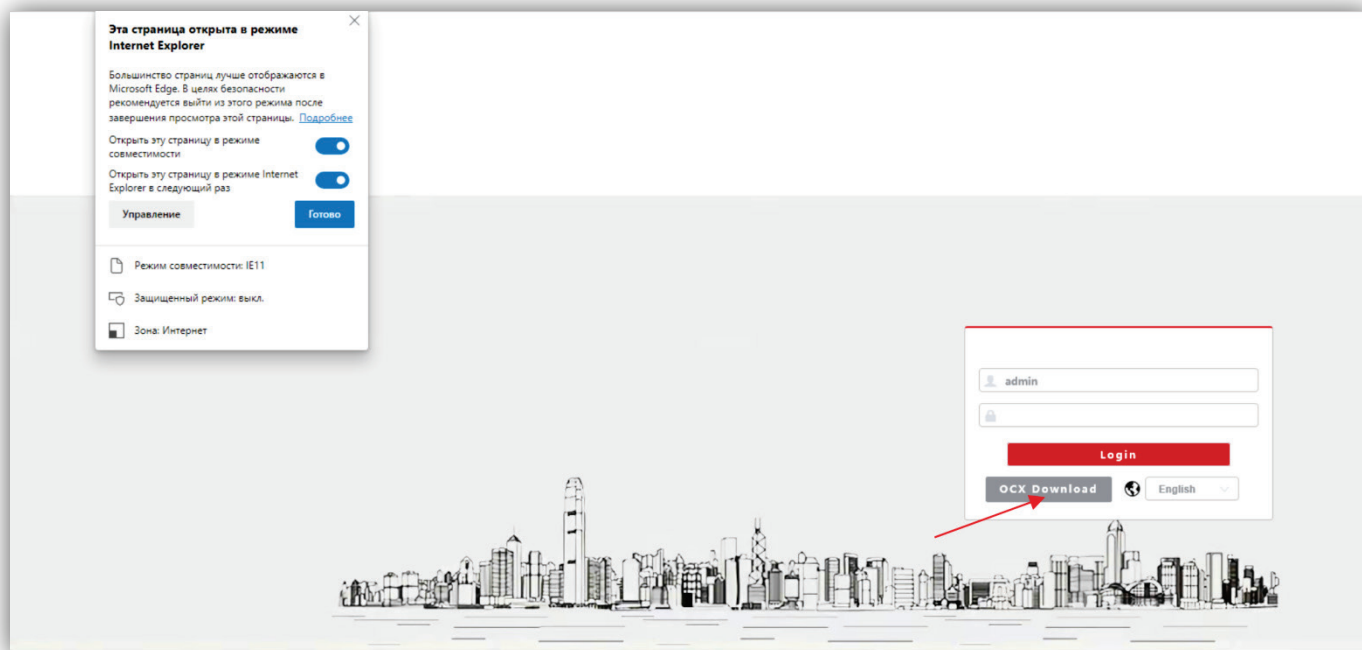 Эта страница открыта в режиме
Internet Explorer
Большинство страниц лучше отображаются в
Microsoft Edge. В целях безопасности
рекомендуется выйти из этого режима после
завершения просмотра этой страницы. Подробнее
Открыть эту страницу в режиме
совместимости
Открыть эту страницу в режиме Internet
Explorer в следующий раз
Управление
Готово
Режим совместимости: IE11
Защищенный режим: выкл.
Зона: Интернет
admin
Login
OCX Download
English